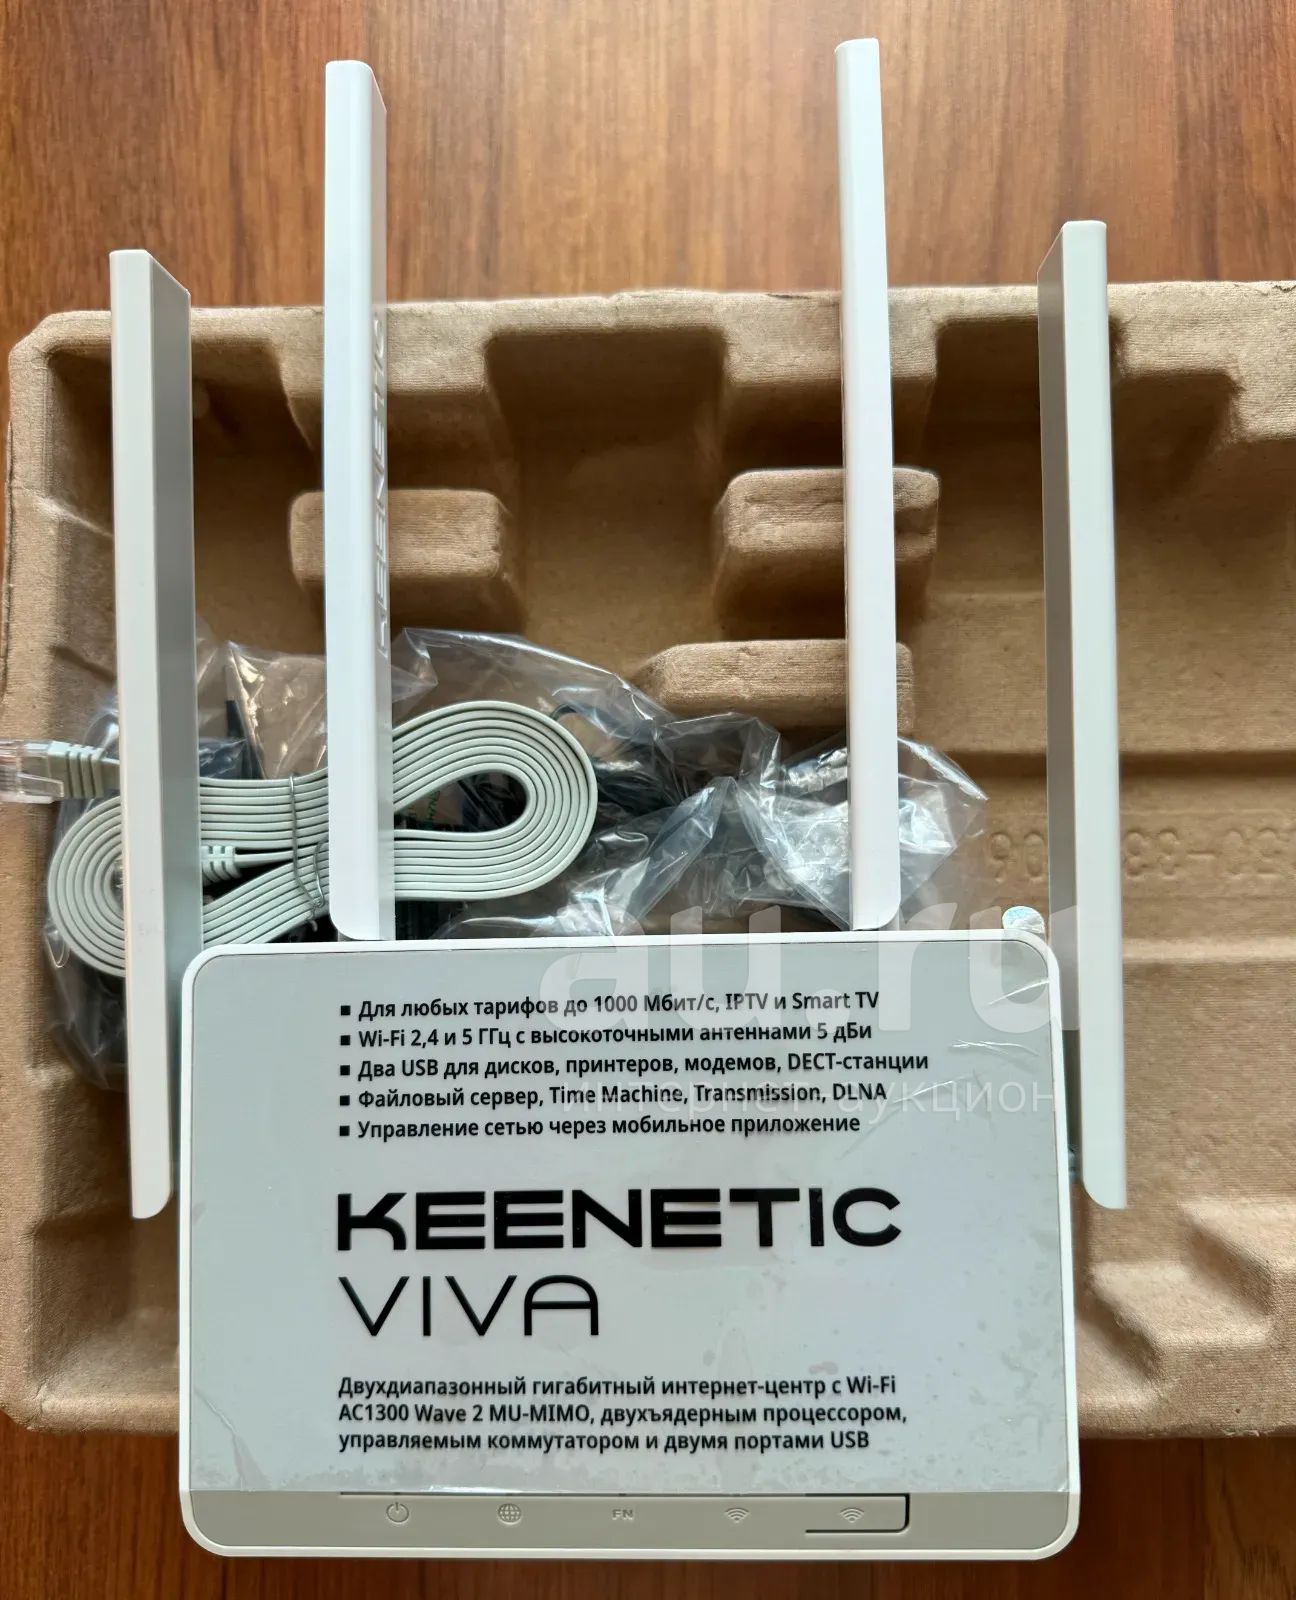 KEENETIC
au.ru
интернет аукцион
▪ Для любых тарифов до 1000 Мбит/с, IPTV и Smart TV
▪ Wi-Fi 2,4 и 5 ГГц с высокоточными антеннами 5 дБи
▪ Два USB для дисков, принтеров, модемов, DECT-станции
▪ Файловый сервер, Time Machine, Transmission, DLNA
▪ Управление сетью через мобильное приложение
KEENETIC
VIVA
Двухдиапазонный гигабитный интернет-центр с Wi-Fi
AC1300 Wave 2 MU-MIMO, двухъядерным процессором,
управляемым коммутатором и двумя портами USB
FN